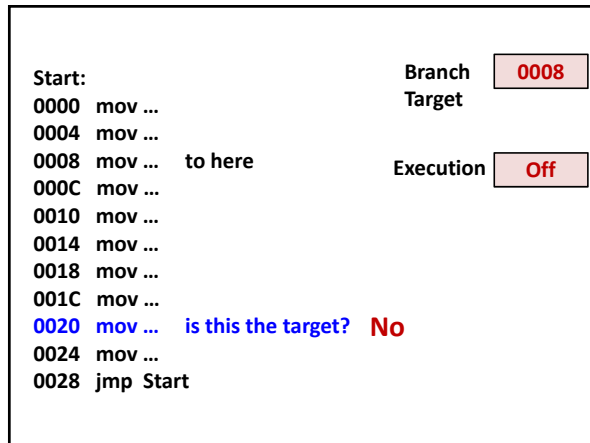 Start:
0000 mov ...
0004 mov ...
0008 mov ... to here
000C mov ...
0010 mov ...
0014 mov ...
0018 mov ...
001C mov ...
0020 mov ... is this the target? No
0024 mov ...
0028 jmp Start
Branch Target 0008
Execution Off